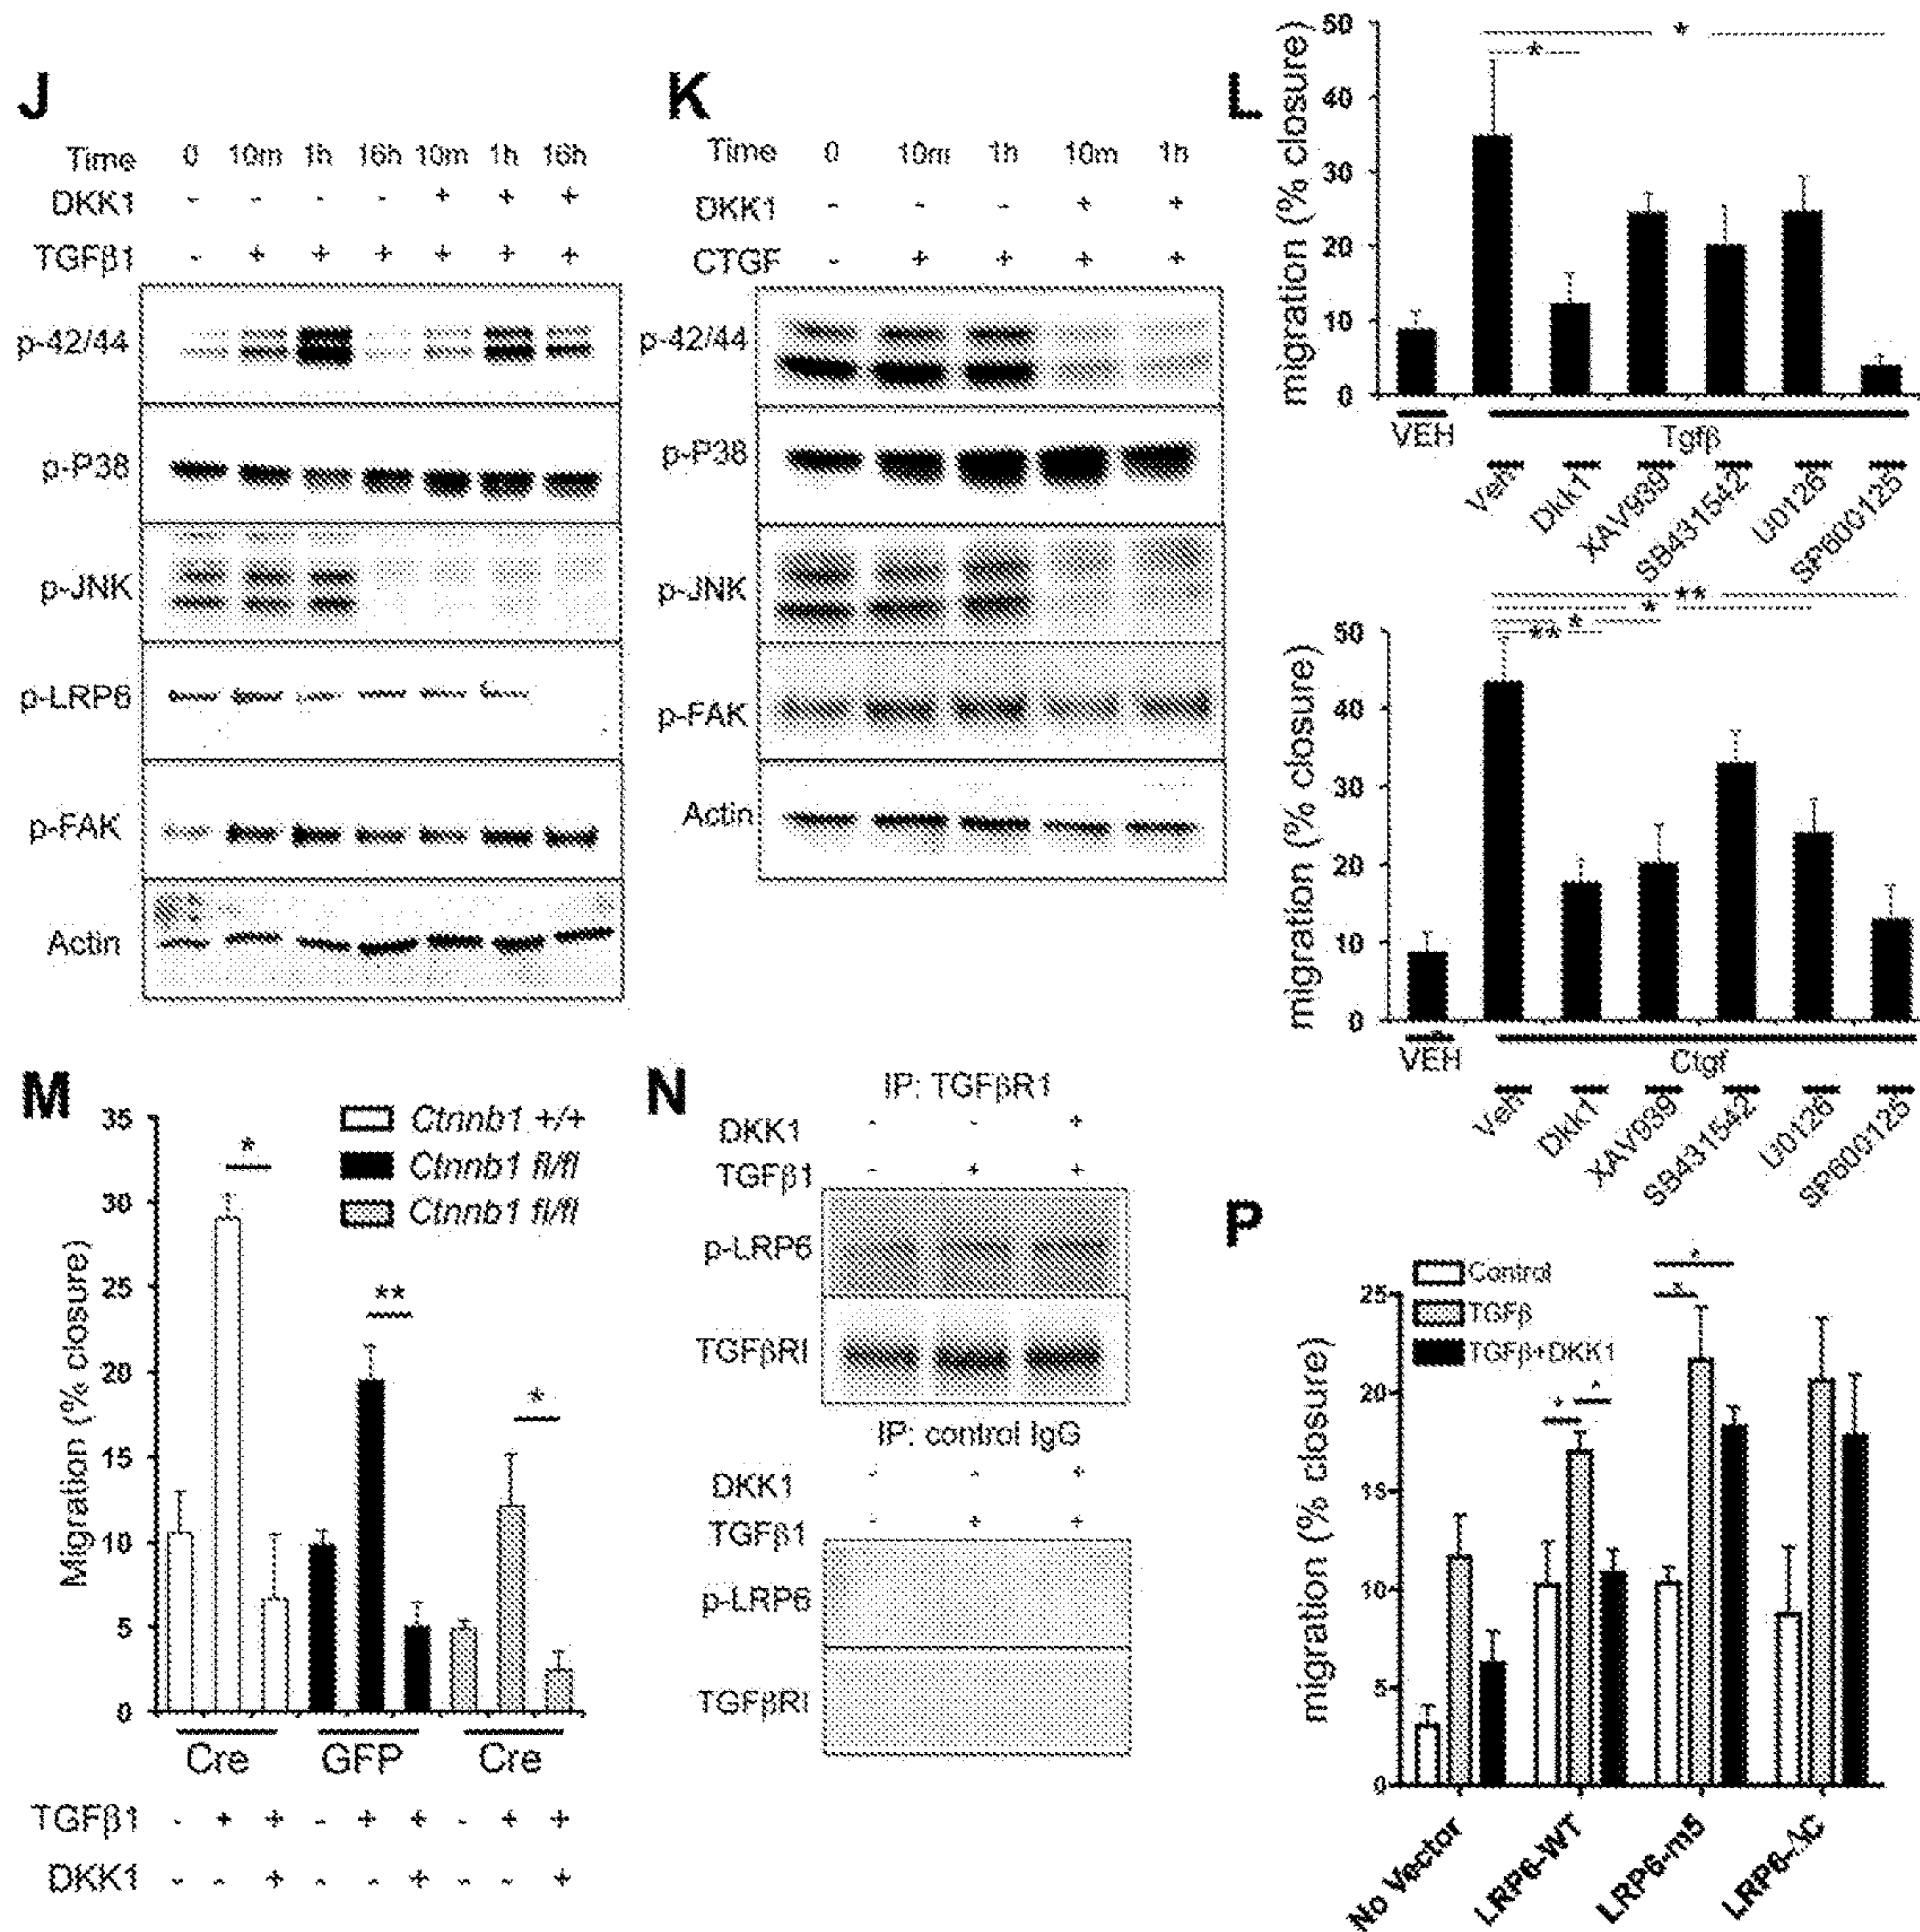 J
Time 0 10m 1h 16h 10m 1h 16h
DKK1 - - - - + + +
TGFβ1 - + + + + + +
p-42/44
p-P38
p-JNK
p-LRP6
p-FAK
Actin
K
Time 0 10m 1h 10m 1h
DKK1 - - - + +
CTGF - + + + +
p-42/44
p-P38
p-JNK
p-FAK
Actin
L
migration (% closure)
50
40
30
20
10
0
*
*
VEH
Tgfβ
Veh
Dkk1
XAV939
SB431542
U0126
SP600125
migration (% closure)
50
40
30
20
10
0
**
*
*
**
VEH
Ctgf
Veh
Dkk1
XAV939
SB431542
U0126
SP600125
M
Migration (% closure)
35
30
25
20
15
10
5
0
Ctnnb1 +/+
Ctnnb1 fl/fl
Ctnnb1 fl/fl
*
**
*
Cre GFP Cre
TGFβ1 - + + - + + - + +
DKK1 - - + - - + - - +
N
IP: TGFβR1
DKK1 - - +
TGFβ1 - + +
p-LRP6
TGFβRI
IP: control IgG
DKK1 - - +
TGFβ1 - + +
p-LRP6
TGFβRI
P
migration (% closure)
25
20
15
10
5
0
Control
TGFβ
TGFβ+DKK1
*
*
*
*
No Vector
LRP6-WT
LRP6-m5
LRP6-ΔC